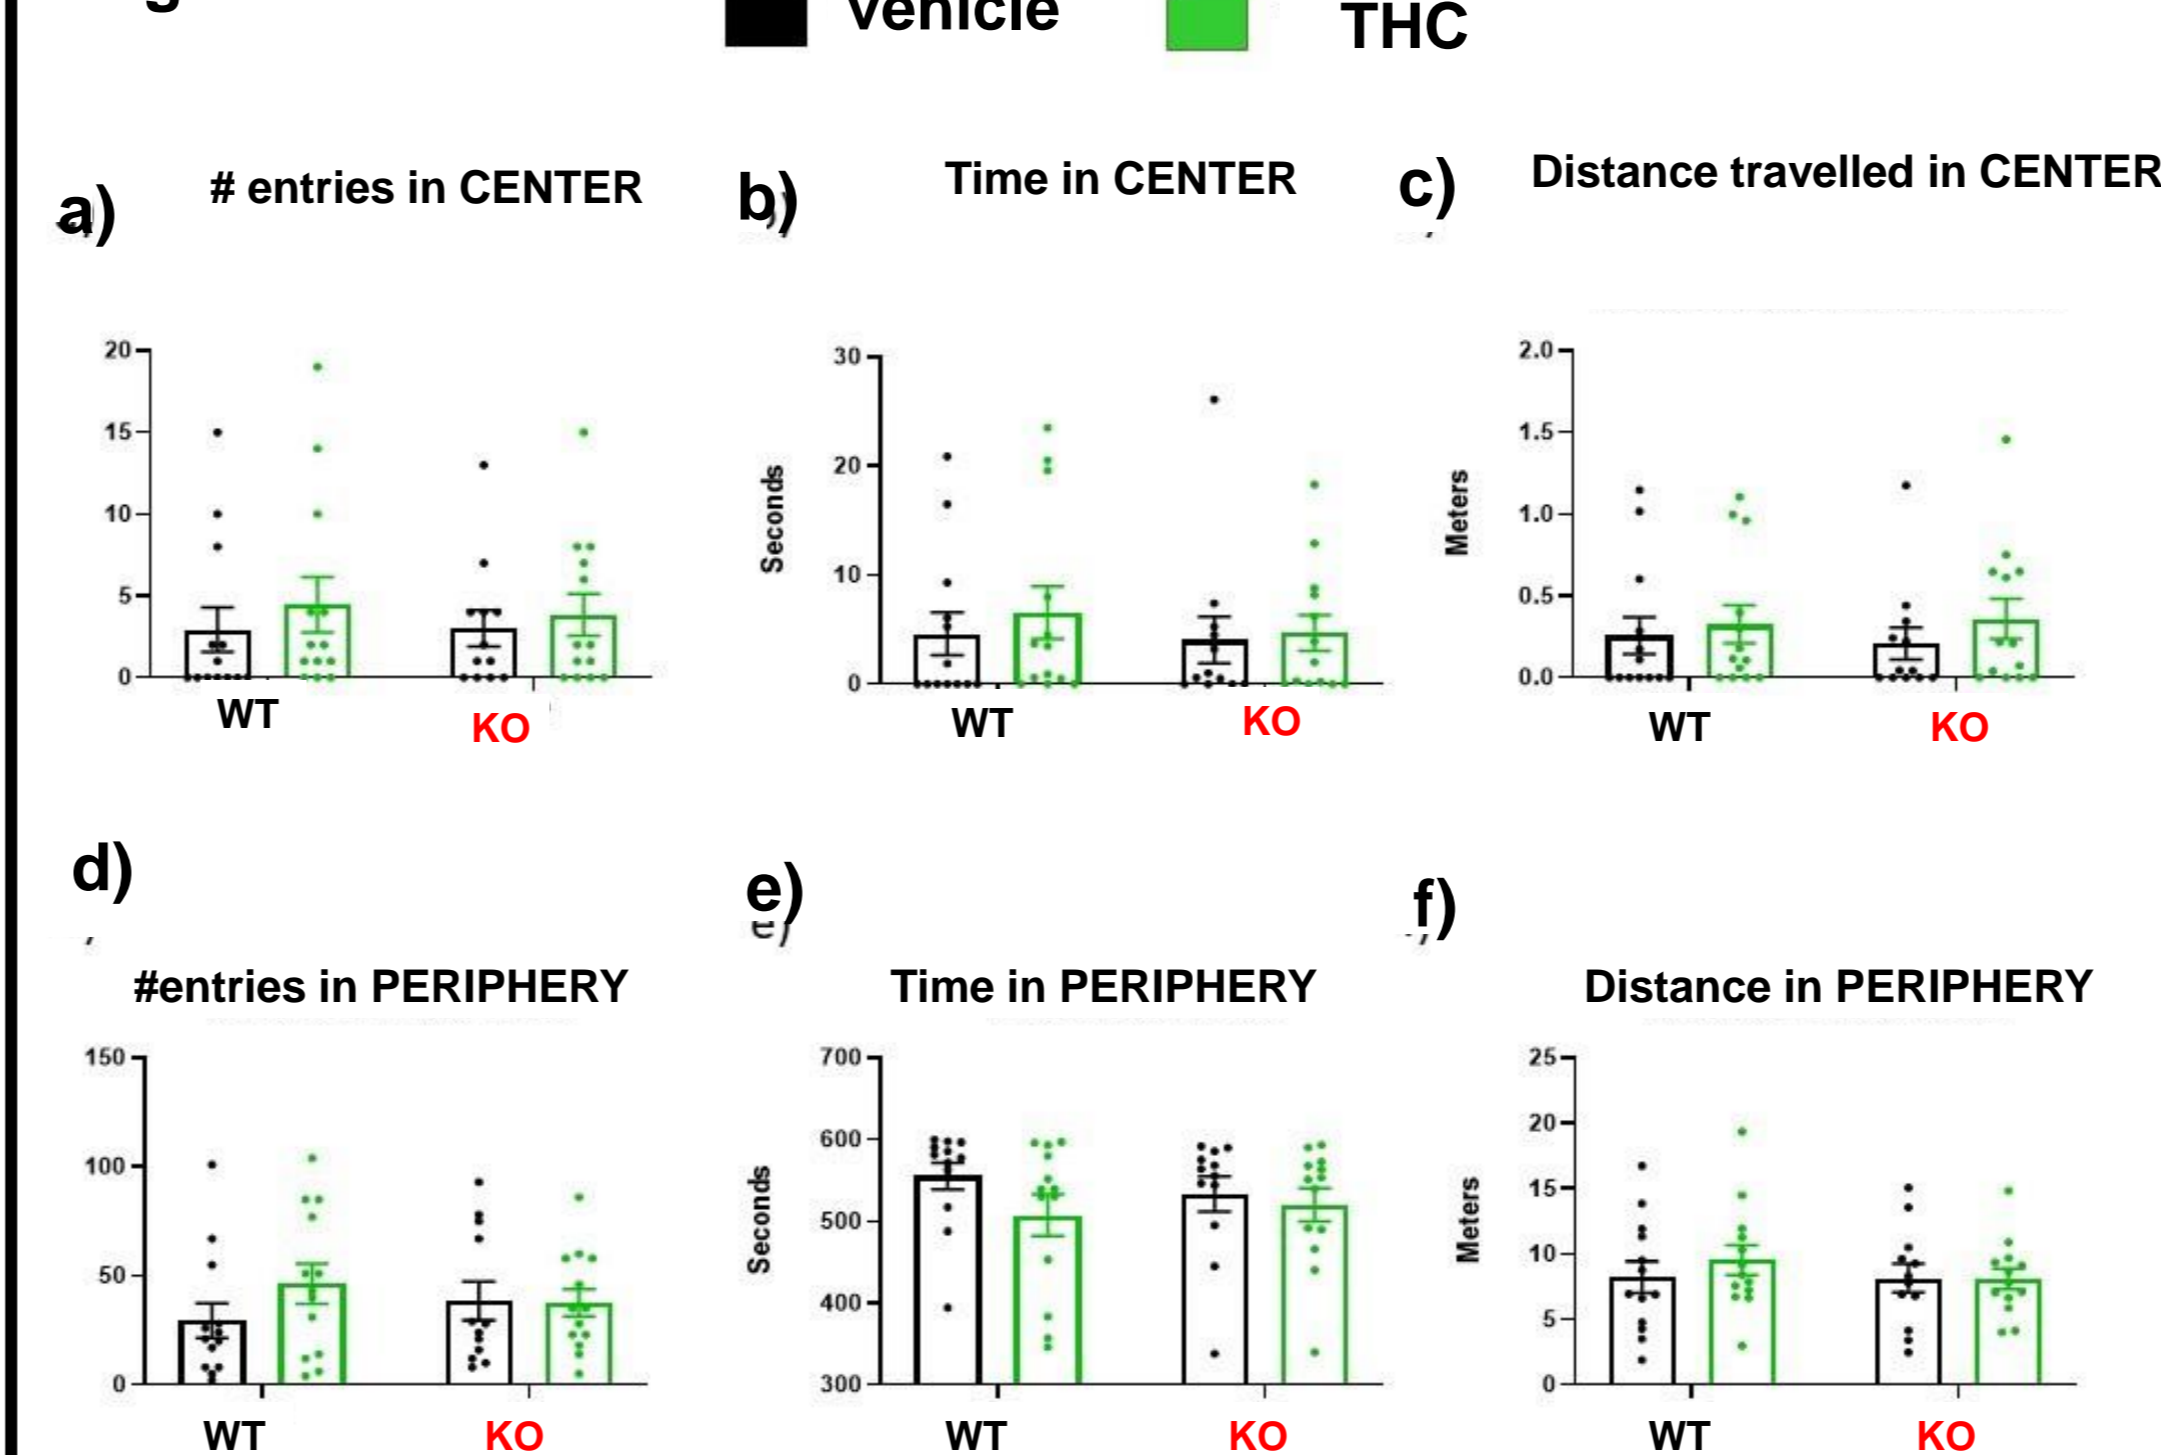 Vehicle
THC
a)
# entries in CENTER
b)
Time in CENTER
c)
Distance travelled in CENTER
20
15
10
5
0
WT
KO
Seconds
30
20
10
0
WT
KO
Meters
2.0
1.5
1.0
0.5
0.0
WT
KO
d)
#entries in PERIPHERY
e)
Time in PERIPHERY
f)
Distance in PERIPHERY
150
100
50
0
WT
KO
Seconds
700
600
500
400
300
WT
KO
Meters
25
20
15
10
5
0
WT
KO